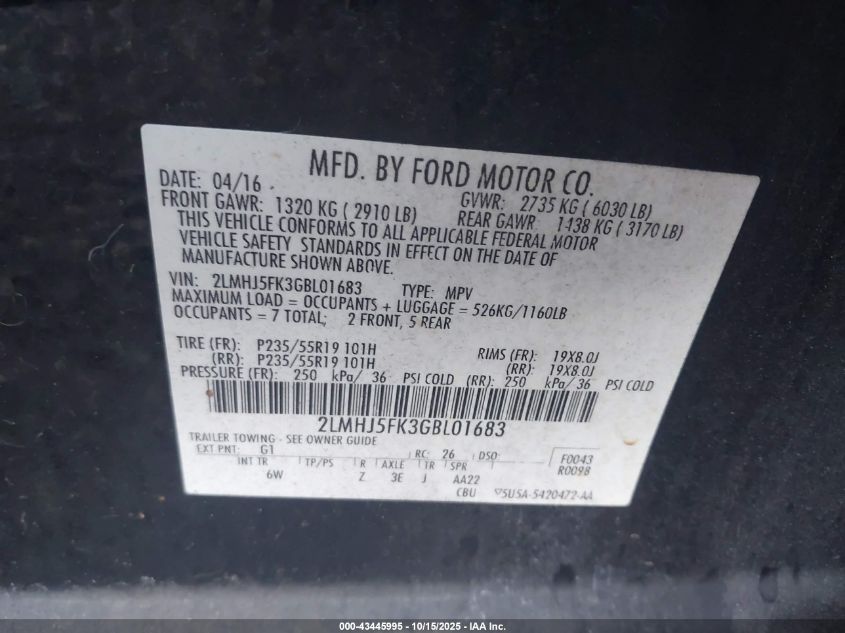 MFD. BY FORD MOTOR CO.
DATE: 04/16
GVWR: 2735 KG ( 6030 LB)
FRONT GAWR: 1320 KG ( 2910 LB)
REAR GAWR: 1438 KG ( 3170 LB)
THIS VEHICLE CONFORMS TO ALL APPLICABLE FEDERAL MOTOR
VEHICLE SAFETY STANDARDS IN EFFECT ON THE DATE OF
MANUFACTURE SHOWN ABOVE.
VIN: 2LMHJ5FK3GBL01683 TYPE: MPV
MAXIMUM LOAD = OCCUPANTS + LUGGAGE = 526KG/1160LB
OCCUPANTS = 7 TOTAL; 2 FRONT, 5 REAR
TIRE (FR): P235/55R19 101H RIMS (FR): 19X8.0J
(RR): P235/55R19 101H (RR): 19X8.0J
PRESSURE (FR): 250 kPa/ 36 PSI COLD (RR): 250 kPa/ 36 PSI COLD
2LMHJ5FK3GBL01683
TRAILER TOWING - SEE OWNER GUIDE
EXT PNT: G1 RC: 26 DSO: F0043
INT TR TP/PS R AXLE TR SPR R0098
6W Z 3E J AA22
CBU 5U5A-5420472-AA
000-43445995 - 10/15/2025 - IAA Inc.